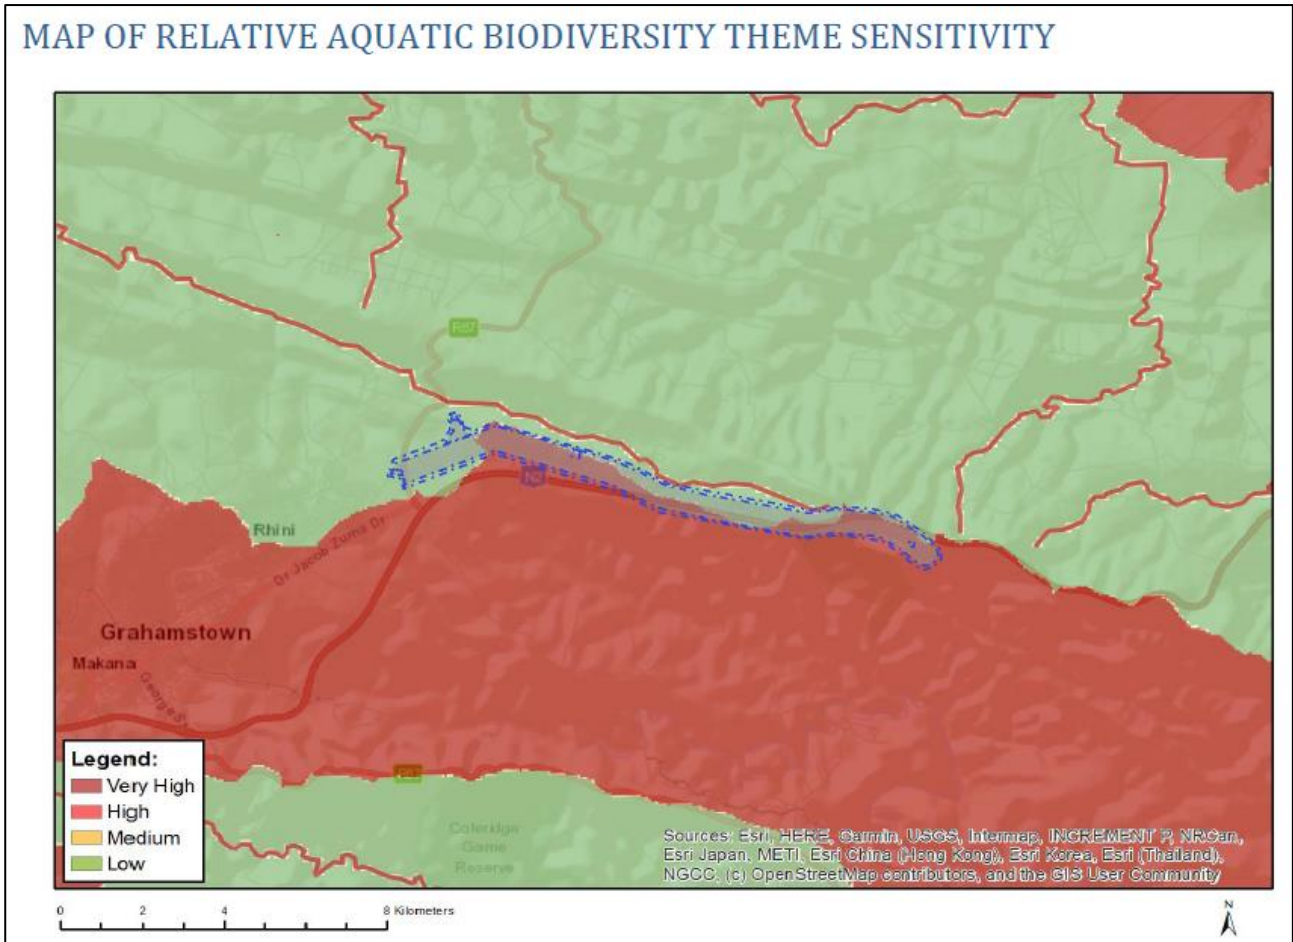 MAP OF RELATIVE AQUATIC BIODIVERSITY THEME SENSITIVITY
R67
N2
Rhini
Dr Jacob Zuma Dr
Grahamstown
Makana
George St
Legend:
Very High
High
Medium
Low
Coleridge
Game
Reserve
Sources: Esri, HERE, Garmin, USGS, Intermap, INCREMENT P, NRCan,
Esri Japan, METI, Esri China (Hong Kong), Esri Korea, Esri (Thailand),
NGCC, (c) OpenStreetMap contributors, and the GIS User Community
0 2 4 8 Kilometers
N